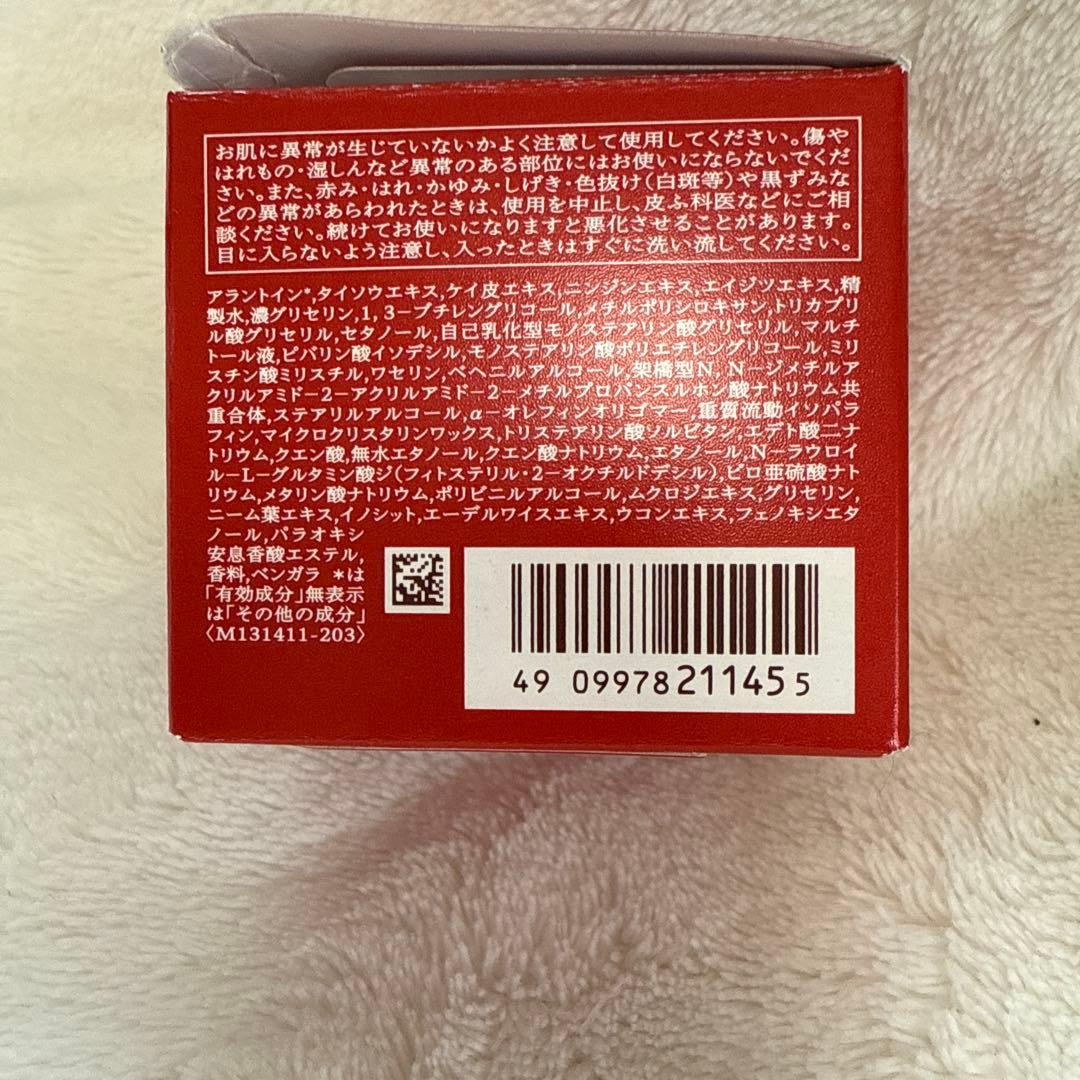 お肌に異常が生じていないかよく注意して使用してください。傷や
はれもの・湿しんなど異常のある部位にはお使いにならないでくだ
さい。また、赤み・はれ・かゆみ・しげき・色抜け(白斑等)や黒ずみな
どの異常があらわれたときは、使用を中止し、皮ふ科医などにご相
談ください。続けてお使いになりますと悪化させることがあります。
目に入らないよう注意し、入ったときはすぐに洗い流してください。
アラントイン*,タイソウエキス,ケイ皮エキス,ニンジンエキス,エイジツエキス,精
製水,濃グリセリン,1, 3−ブチレングリコール,メチルポリシロキサン,トリカプリ
ル酸グリセリル,セタノール,自己乳化型モノステアリン酸グリセリル,マルチ
トール液,ピバリン酸イソデシル,モノステアリン酸ポリエチレングリコール,ミリ
スチン酸ミリスチル,ワセリン,ベヘニルアルコール,架橋型N, N−ジメチルア
クリルアミド−2−アクリルアミド−2−メチルプロパンスルホン酸ナトリウム共
重合体,ステアリルアルコール,α−オレフィンオリゴマー,重質流動イソパラ
フィン,マイクロクリスタリンワックス,トリステアリン酸ソルビタン,エデト酸二ナ
トリウム,クエン酸,無水エタノール,クエン酸ナトリウム,エタノール,N−ラウロイ
ル−L−グルタミン酸ジ(フィトステリル・2−オクチルドデシル),ピロ亜硫酸ナト
リウム,メタリン酸ナトリウム,ポリビニルアルコール,ムクロジエキス,グリセリン,
ニーム葉エキス,イノシット,エーデルワイスエキス,ウコンエキス,フェノキシエタ
ノール,パラオキシ
安息香酸エステル,
香料,ベンガラ *は
「有効成分」無表示
は「その他の成分」
〈M131411-203〉
49 09978 21145 5